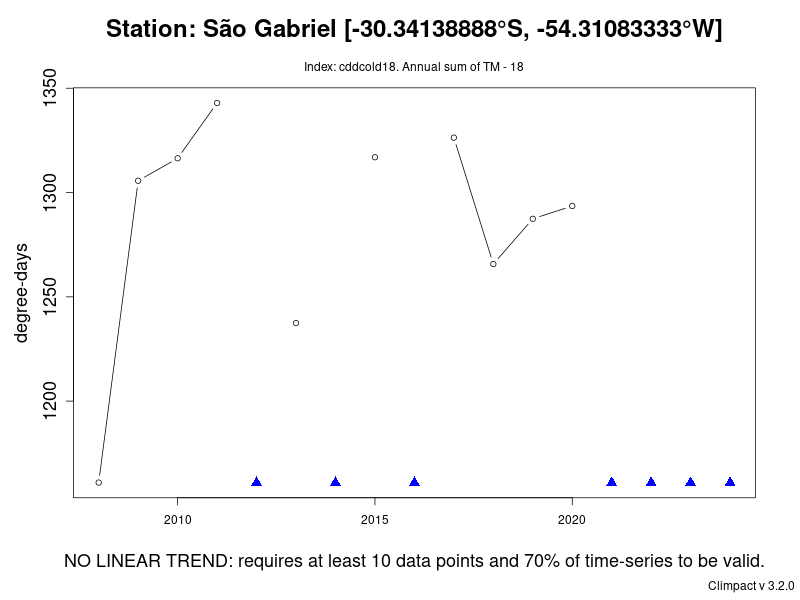 Station: São Gabriel [-30.34138888°S, -54.31083333°W]
Index: cddcold18. Annual sum of TM - 18
degree-days
1350
1300
1250
1200
2010
2015
2020
NO LINEAR TREND: requires at least 10 data points and 70% of time-series to be valid.
Climpact v 3.2.0